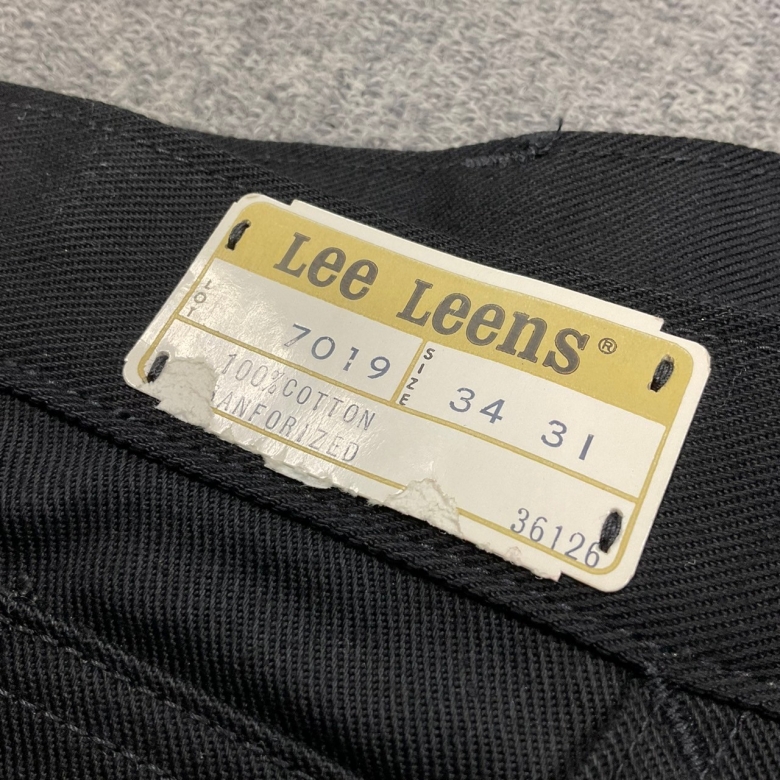 Lee Leens®
LOT 7019 SIZE 34 31
100% COTTON
ANFORIZED
36126